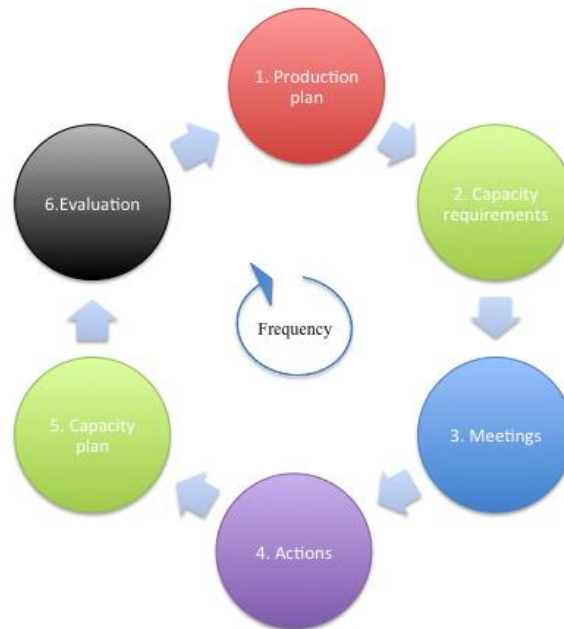 1. Production
plan
2. Capacity
requirements
3. Meetings
4. Actions
5. Capacity
plan
6.Evaluation
Frequency